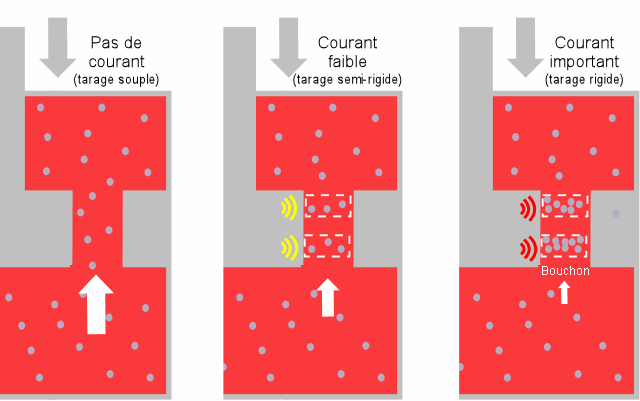 Pas de
courant
(tarage souple)
Courant
faible
(tarage semi-rigide)
Courant
important
(tarage rigide)
Bouchon